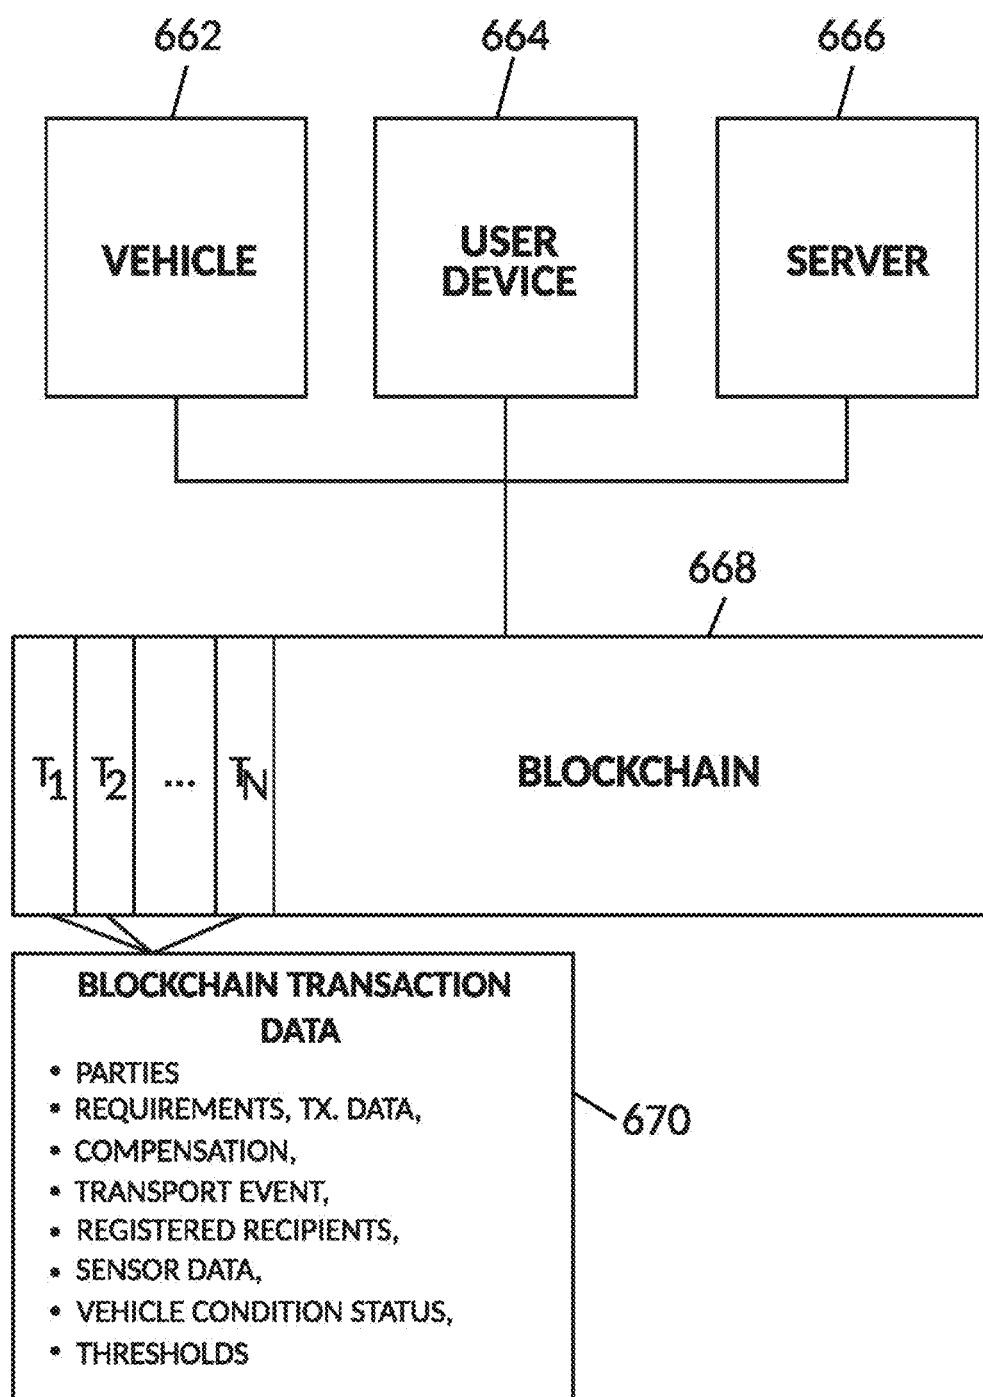 662 664 666
VEHICLE
USER
DEVICE
SERVER
668
T1 T2 ... TN
BLOCKCHAIN
BLOCKCHAIN TRANSACTION
DATA
• PARTIES
• REQUIREMENTS, TX. DATA,
• COMPENSATION,
• TRANSPORT EVENT,
• REGISTERED RECIPIENTS,
• SENSOR DATA,
• VEHICLE CONDITION STATUS,
• THRESHOLDS
670